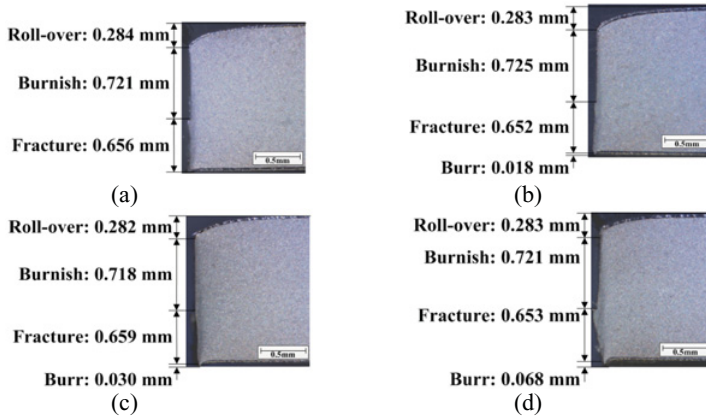 Roll-over: 0.284 mm
Burnish: 0.721 mm
Fracture: 0.656 mm
0.5mm
(a)
Roll-over: 0.283 mm
Burnish: 0.725 mm
Fracture: 0.652 mm
0.5mm
Burr: 0.018 mm
(b)
Roll-over: 0.282 mm
Burnish: 0.718 mm
Fracture: 0.659 mm
0.5mm
Burr: 0.030 mm
(c)
Roll-over: 0.283 mm
Burnish: 0.721 mm
Fracture: 0.653 mm
0.5mm
Burr: 0.068 mm
(d)